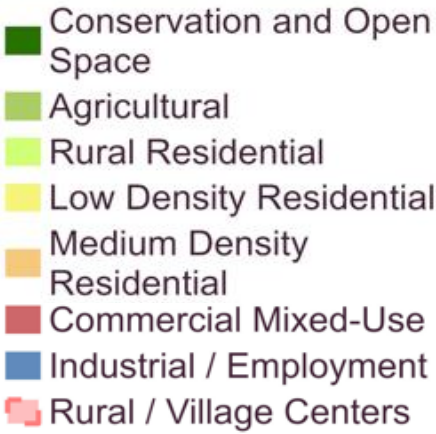 Conservation and Open
Space
Agricultural
Rural Residential
Low Density Residential
Medium Density
Residential
Commercial Mixed-Use
Industrial / Employment
Rural / Village Centers